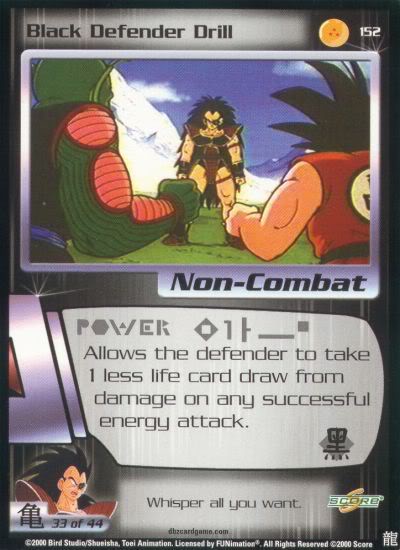 Black Defender Drill 152
Non-Combat
POWER
Allows the defender to take
1 less life card draw from
damage on any successful
energy attack.
黒
亀 33 of 44
Whisper all you want.
SCORE
dbzcardgame.com
©2000 Bird Studio/Shueisha, Toei Animation. Licensed by FUNimation®. All Rights Reserved ©2000 Score
龍